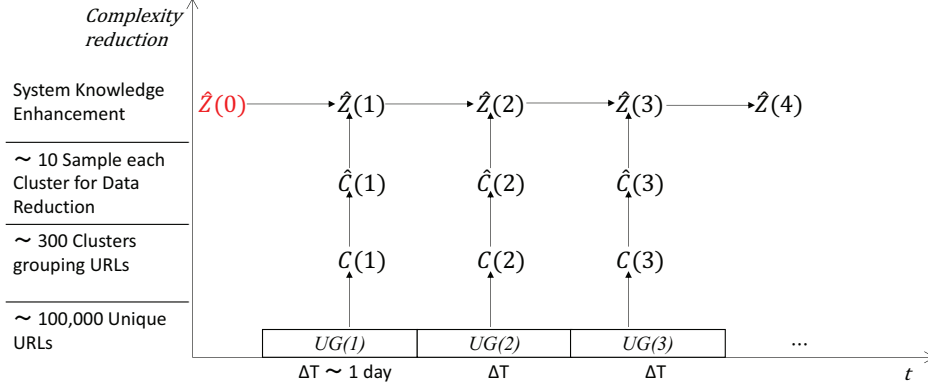 Complexity
reduction
System Knowledge
Enhancement
Ẑ(0) Ẑ(1) Ẑ(2) Ẑ(3) Ẑ(4)
~ 10 Sample each
Cluster for Data
Reduction
Ĉ(1) Ĉ(2) Ĉ(3)
~ 300 Clusters
grouping URLs
C(1) C(2) C(3)
~ 100,000 Unique
URLs
UG(1) UG(2) UG(3) ...
ΔT ~ 1 day ΔT ΔT t